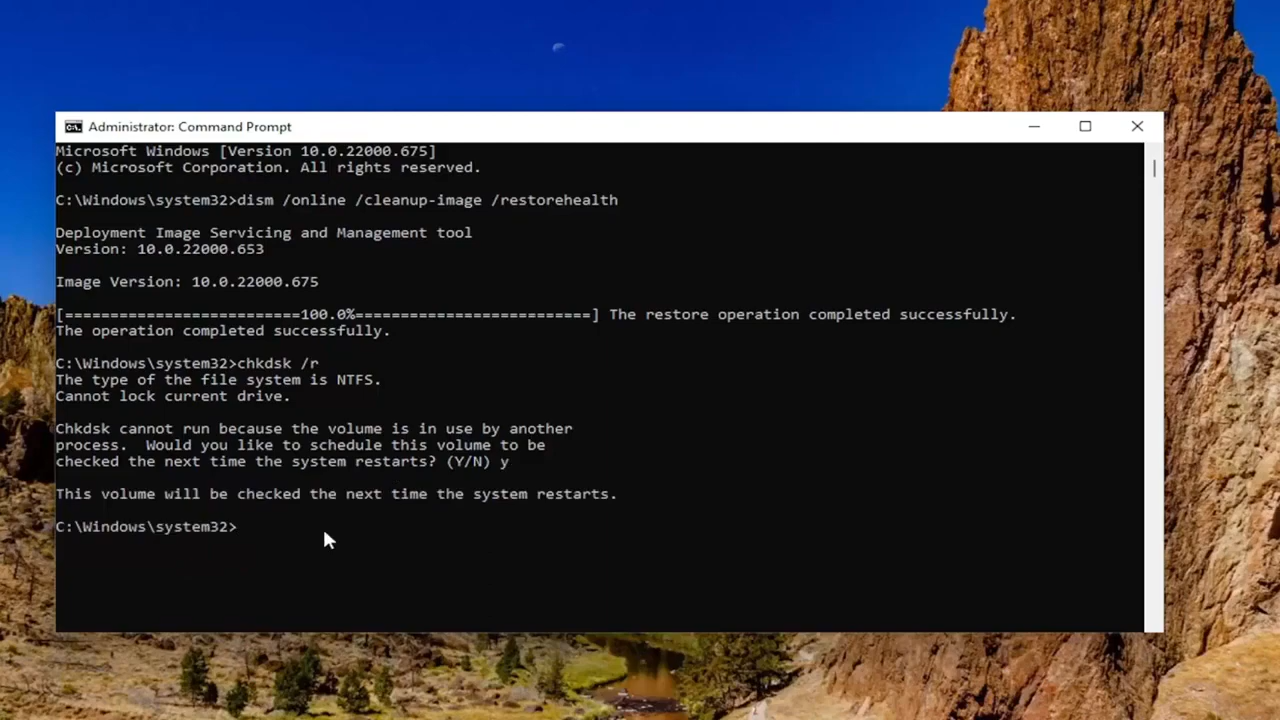 Administrator: Command Prompt
Microsoft Windows [Version 10.0.22000.675]
(c) Microsoft Corporation. All rights reserved.
C:\Windows\system32>dism /online /cleanup-image /restorehealth
Deployment Image Servicing and Management tool
Version: 10.0.22000.653
Image Version: 10.0.22000.675
[==========================100.0%==========================] The restore operation completed successfully.
The operation completed successfully.
C:\Windows\system32>chkdsk /r
The type of the file system is NTFS.
Cannot lock current drive.
Chkdsk cannot run because the volume is in use by another
process.  Would you like to schedule this volume to be
checked the next time the system restarts? (Y/N) y
This volume will be checked the next time the system restarts.
C:\Windows\system32>